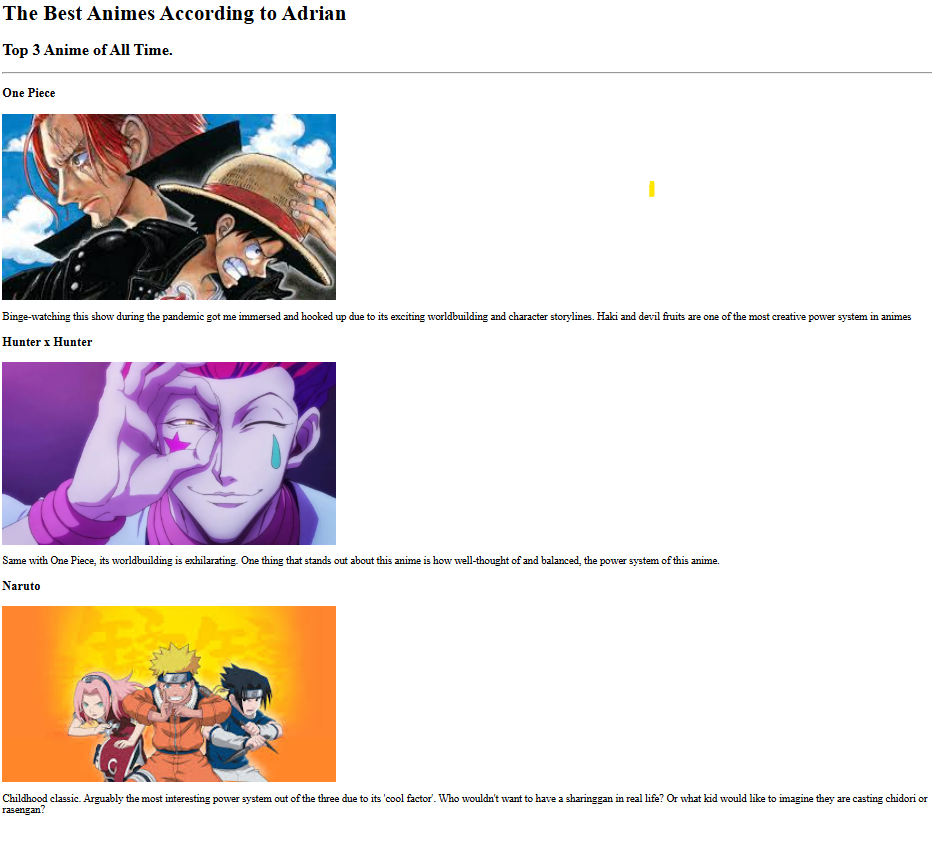 The Best Animes According to Adrian
Top 3 Anime of All Time.
One Piece
Binge-watching this show during the pandemic got me immersed and hooked up due to its exciting worldbuilding and character storylines. Haki and devil fruits are one of the most creative power system in animes
Hunter x Hunter
Same with One Piece, its worldbuilding is exhilarating. One thing that stands out about this anime is how well-thought of and balanced, the power system of this anime.
Naruto
Childhood classic. Arguably the most interesting power system out of the three due to its 'cool factor'. Who wouldn't want to have a sharinggan in real life? Or what kid would like to imagine they are casting chidori or
rasengan?